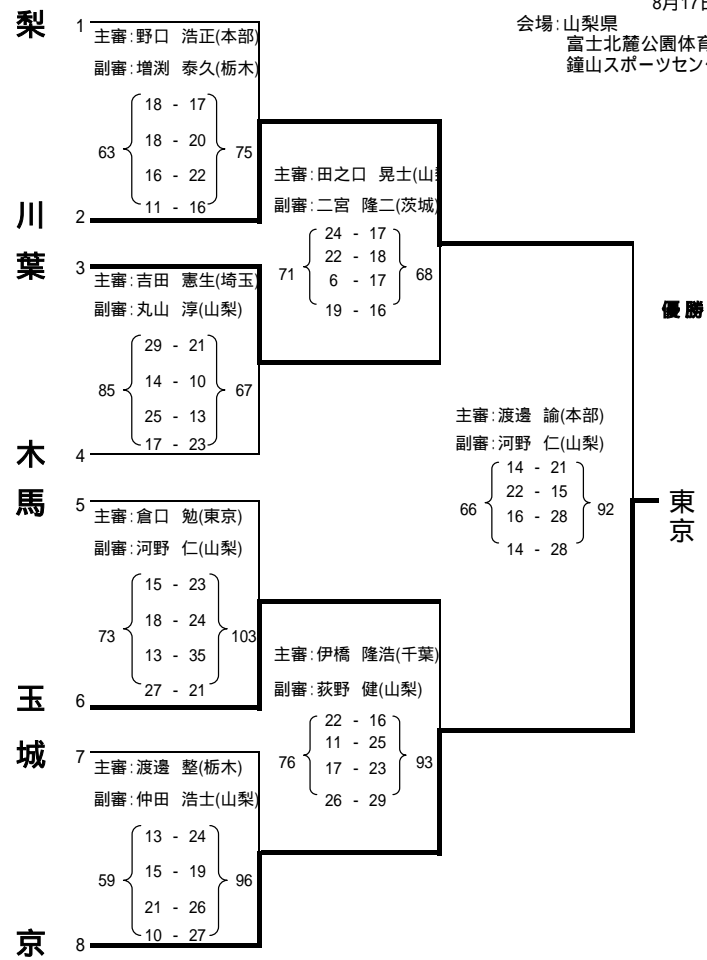 8月17日
会場:山梨県
富士北麓公園体育
鐘山スポーツセン
梨 1
主審:野口 浩正(本部)
副審:増渕 泰久(栃木)
18 - 17
18 - 20
63 75
16 - 22
11 - 16
川 2
主審:田之口 晃士(山
副審:二宮 隆二(茨城)
24 - 17
22 - 18
71 68
6 - 17
19 - 16
葉 3
主審:吉田 憲生(埼玉)
副審:丸山 淳(山梨)
29 - 21
14 - 10
85 67
25 - 13
17 - 23
木 4
優勝
主審:渡邊 諭(本部)
副審:河野 仁(山梨)
14 - 21
22 - 15
66 92
16 - 28
14 - 28
東京
馬 5
主審:倉口 勉(東京)
副審:河野 仁(山梨)
15 - 23
18 - 24
73 103
13 - 35
27 - 21
玉 6
主審:伊橋 隆浩(千葉)
副審:荻野 健(山梨)
22 - 16
11 - 25
76 93
17 - 23
26 - 29
城 7
主審:渡邊 整(栃木)
副審:仲田 浩士(山梨)
13 - 24
15 - 19
59 96
21 - 26
10 - 27
京 8